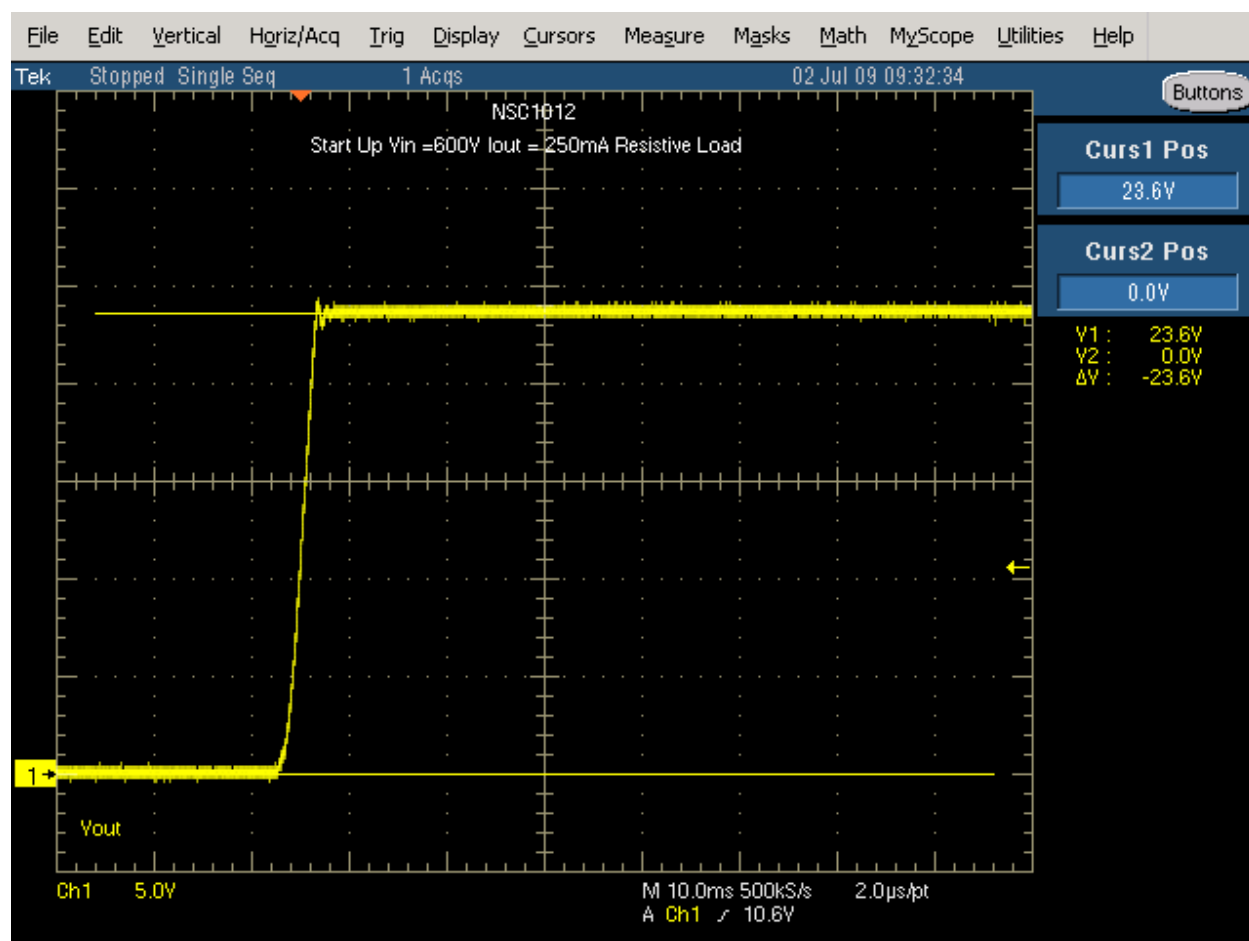 File Edit Vertical Horiz/Acq Trig Display Cursors Measure Masks Math MyScope Utilities Help
Tek Stopped Single Seq 1 Acqs 02 Jul 09 09:32:34
Buttons
NSC1012
Start Up Vin =600V Iout = 250mA Resistive Load
Curs1 Pos
23.6V
Curs2 Pos
0.0V
V1 : 23.6V
V2 : 0.0V
ΔV : -23.6V
1
Vout
Ch1 5.0V M 10.0ms 500kS/s 2.0µs/pt
A Ch1 10.6V